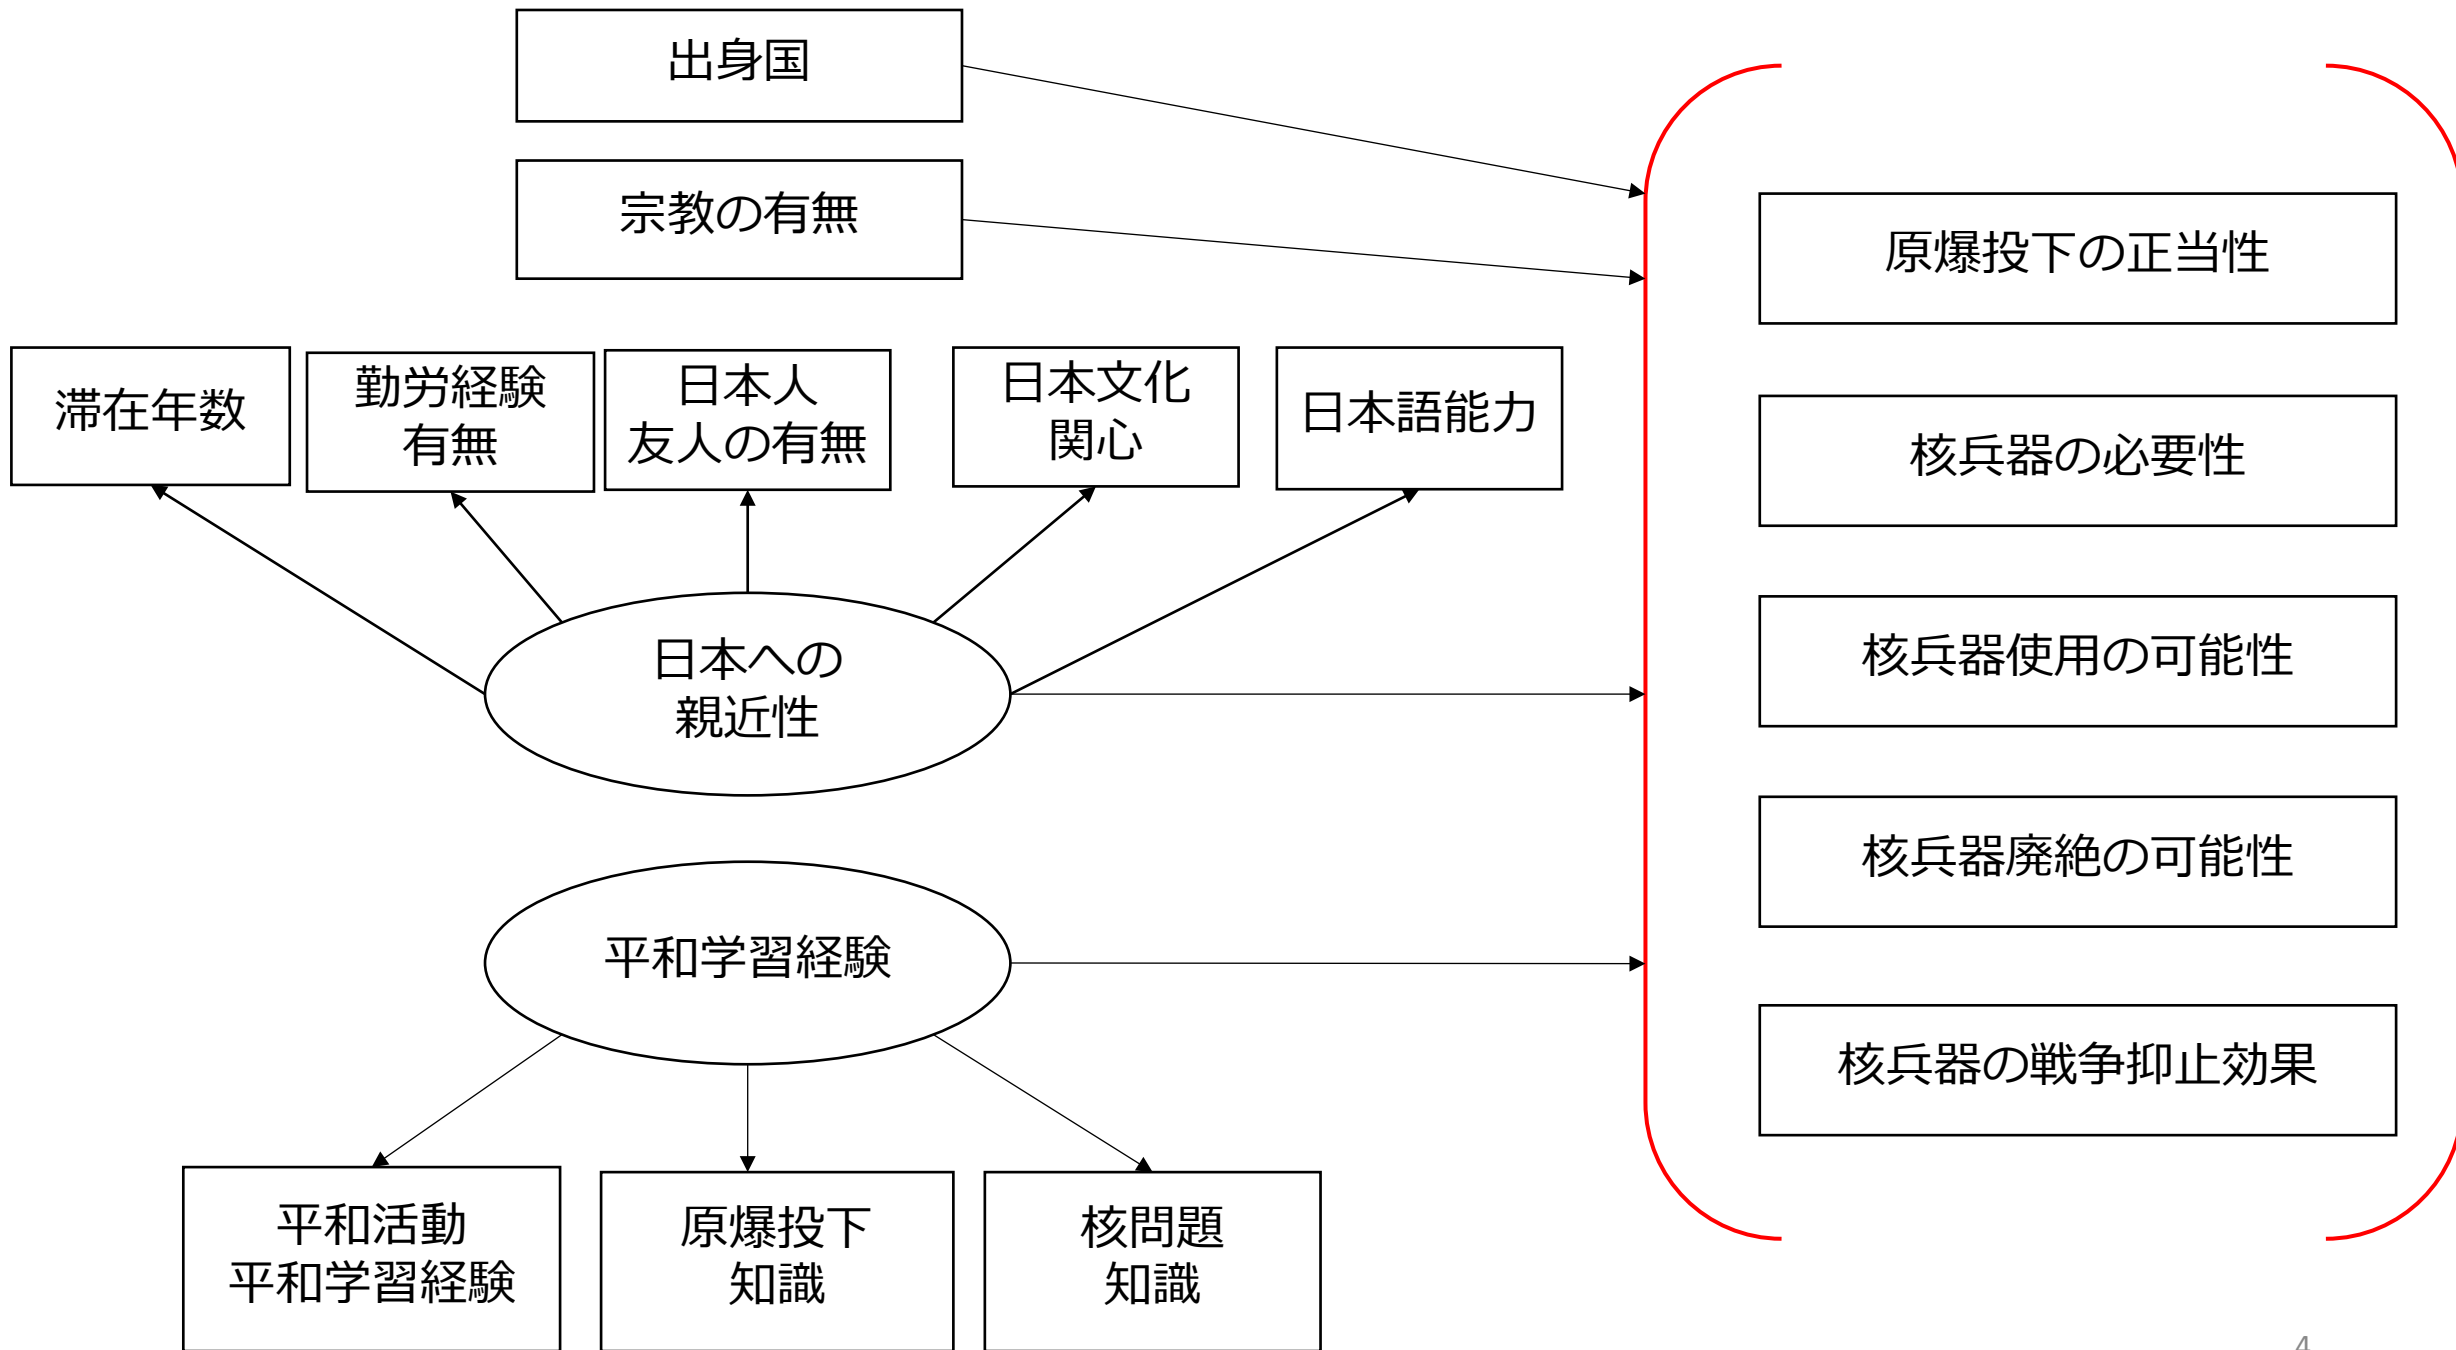 出身国
宗教の有無
滞在年数
勤労経験
有無
日本人
友人の有無
日本文化
関心
日本語能力
日本への
親近性
平和学習経験
平和活動
平和学習経験
原爆投下
知識
核問題
知識
原爆投下の正当性
核兵器の必要性
核兵器使用の可能性
核兵器廃絶の可能性
核兵器の戦争抑止効果
4